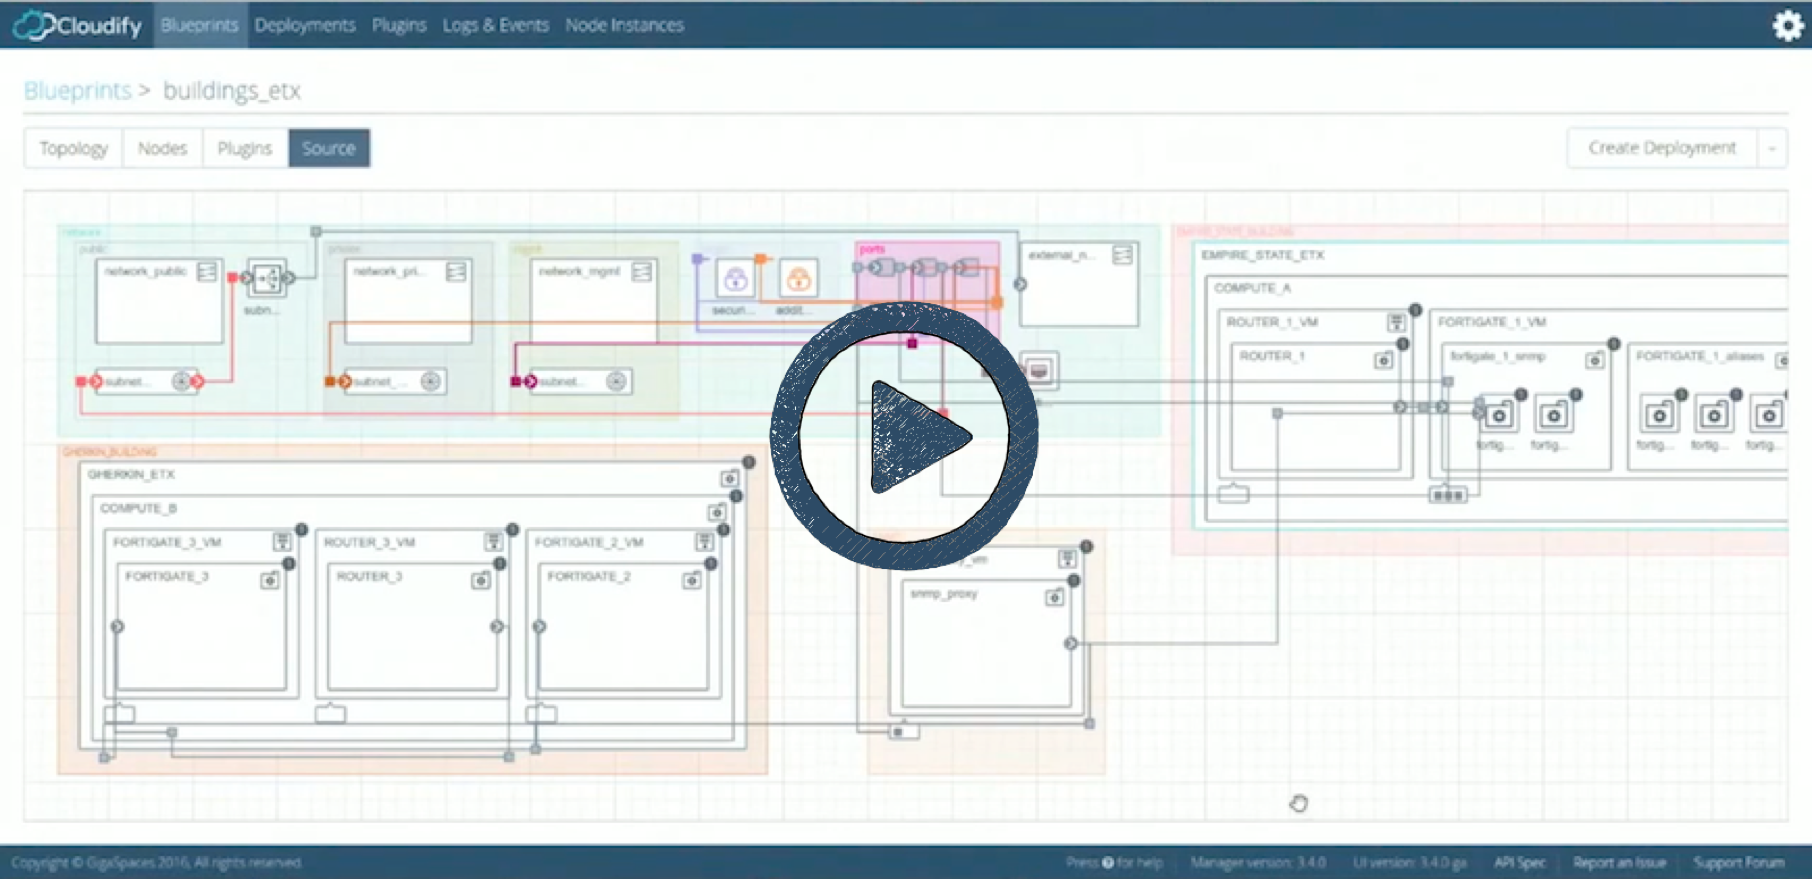 Cloudify Blueprints Deployments Plugins Logs & Events Node Instances
Blueprints > buildings_etx
Topology Nodes Plugins Source Create Deployment
network
public private mgmt ports
network_public network_pri... network_mgmt external_n...
subn... securi... addit...
subnet... subnet_... subnet...
EMPIRE_STATE_BUILDING
EMPIRE_STATE_ETX
COMPUTE_A
ROUTER_1_VM FORTIGATE_1_VM
ROUTER_1 fortigate_1_snmp FORTIGATE_1_aliases
fortig... fortig... fortig... fortig... fortig...
GHERKIN_BUILDING
GHERKIN_ETX
COMPUTE_B
FORTIGATE_3_VM ROUTER_3_VM FORTIGATE_2_VM
FORTIGATE_3 ROUTER_3 FORTIGATE_2
snmp_proxy
Copyright © GigaSpaces 2016, All rights reserved. Press ? for help Manager version: 3.4.0 UI version: 3.4.0 ga API Spec Report an Issue Support Forum